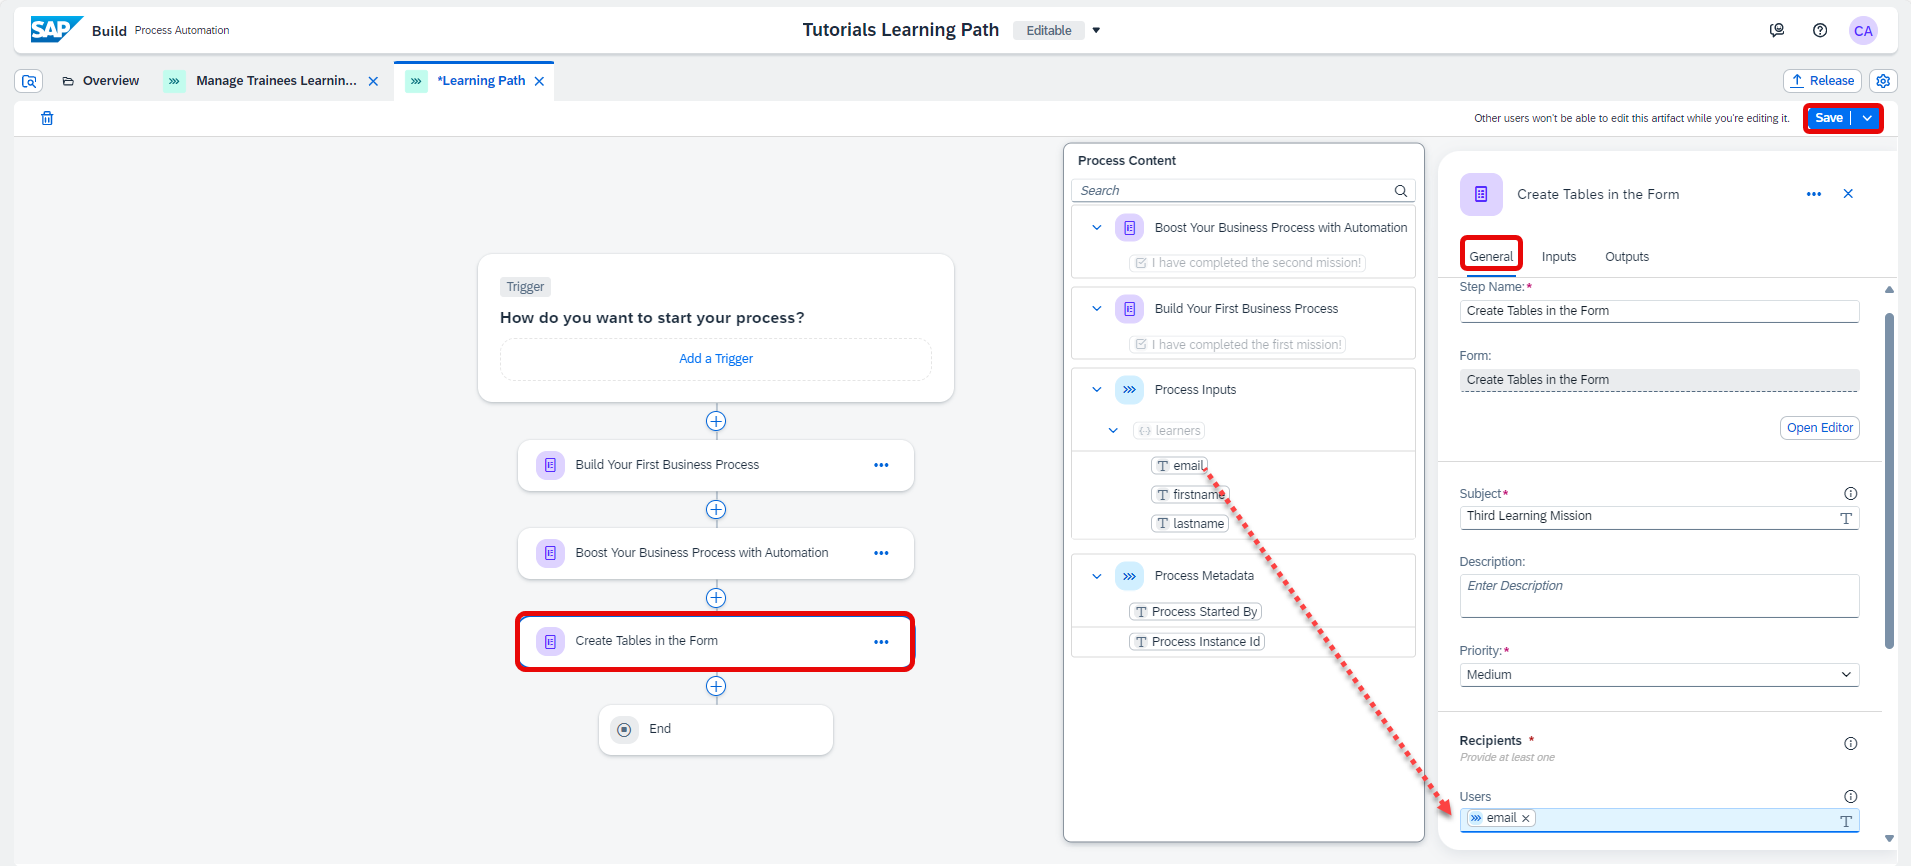 SAP Build Process Automation
Tutorials Learning Path Editable
CA
Overview
Manage Trainees Learnin...
*Learning Path
Release
Other users won't be able to edit this artifact while you're editing it.
Save
Trigger
How do you want to start your process?
Add a Trigger
Build Your First Business Process
Boost Your Business Process with Automation
Create Tables in the Form
End
Process Content
Search
Boost Your Business Process with Automation
I have completed the second mission!
Build Your First Business Process
I have completed the first mission!
Process Inputs
learners
T email
T firstname
T lastname
Process Metadata
T Process Started By
T Process Instance Id
Create Tables in the Form
General Inputs Outputs
Step Name:*
Create Tables in the Form
Form:
Create Tables in the Form
Open Editor
Subject*
Third Learning Mission T
Description:
Enter Description
Priority:*
Medium
Recipients *
Provide at least one
Users
email T